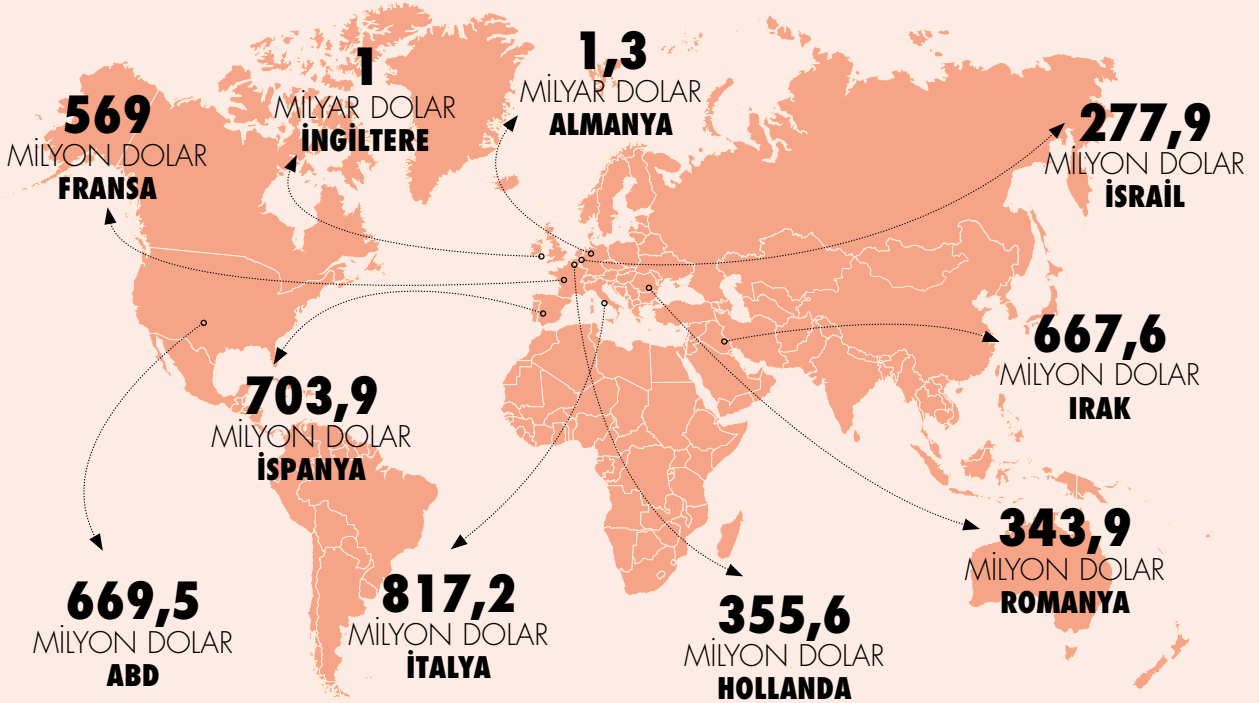 1
MİLYAR DOLAR
İNGİLTERE
1,3
MİLYAR DOLAR
ALMANYA
569
MİLYON DOLAR
FRANSA
277,9
MİLYON DOLAR
İSRAİL
667,6
MİLYON DOLAR
IRAK
703,9
MİLYON DOLAR
İSPANYA
343,9
MİLYON DOLAR
ROMANYA
669,5
MİLYON DOLAR
ABD
817,2
MİLYON DOLAR
İTALYA
355,6
MİLYON DOLAR
HOLLANDA